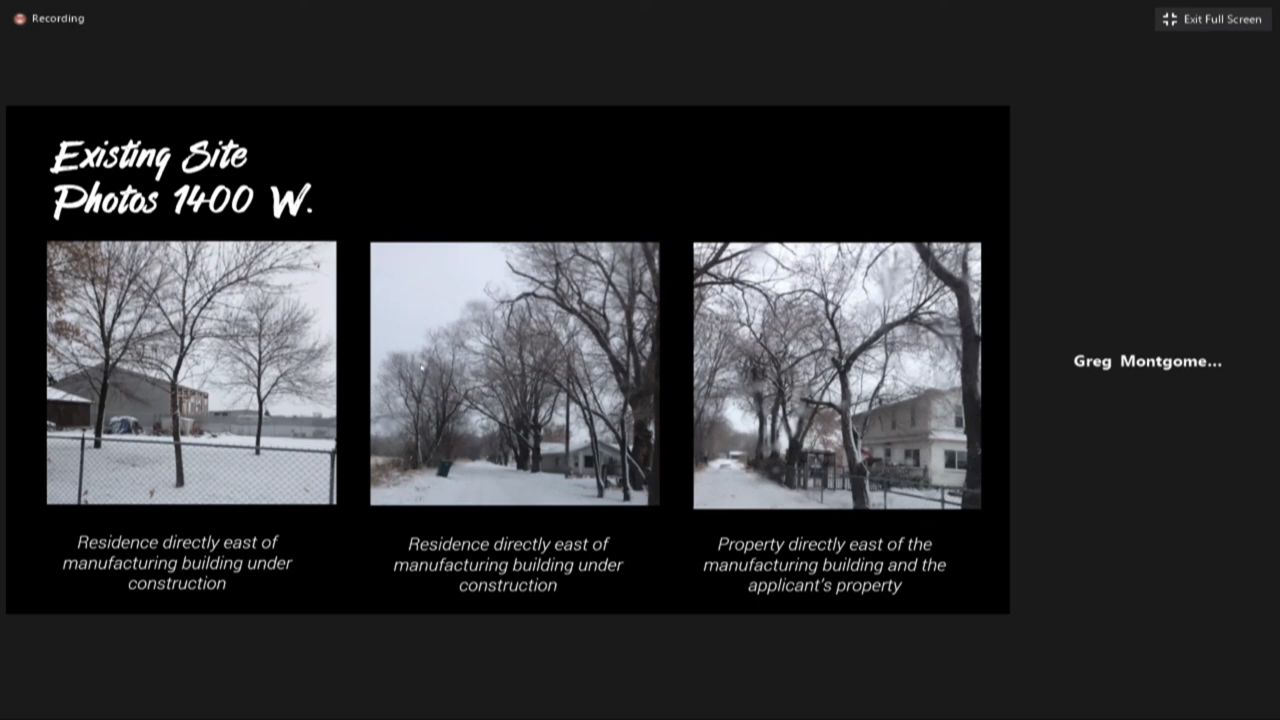 Recording
Exit Full Screen
Existing Site
Photos 1400 W.
Greg Montgome...
Residence directly east of
manufacturing building under
construction
Residence directly east of
manufacturing building under
construction
Property directly east of the
manufacturing building and the
applicant's property